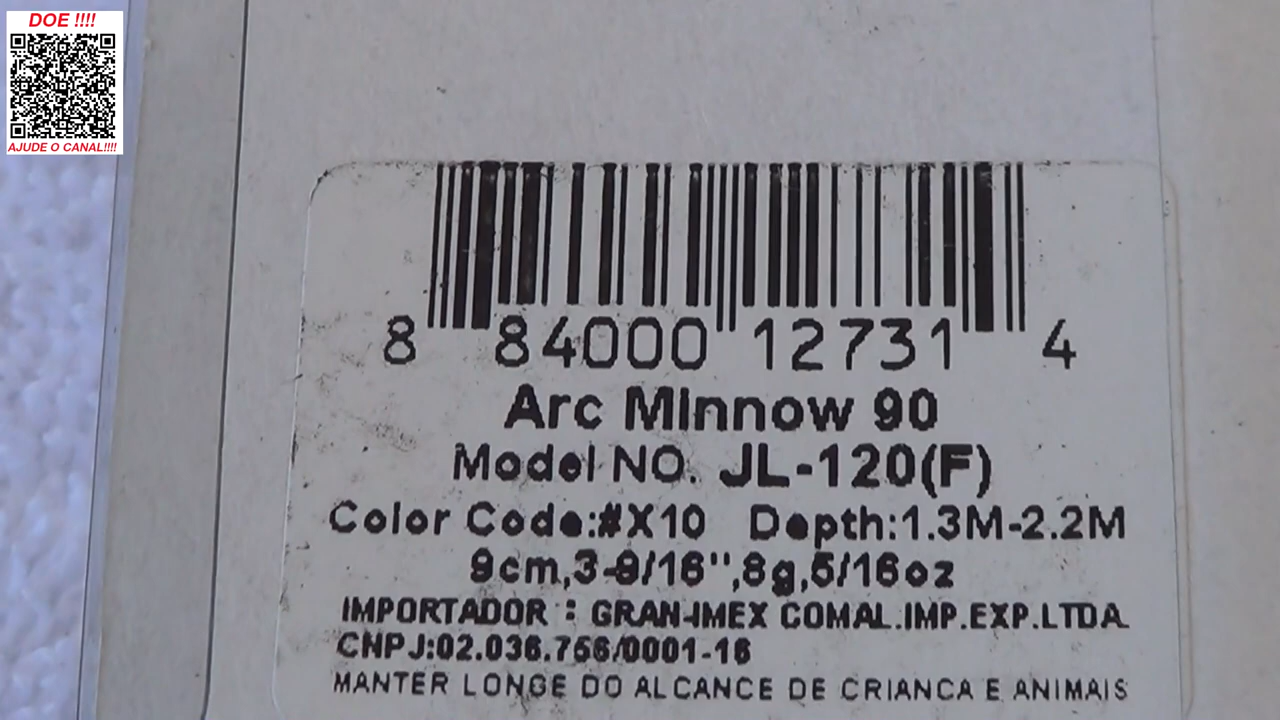 DOE !!!!
AJUDE O CANAL!!!!
8 84000 12731 4
Arc Minnow 90
Model NO. JL-120(F)
Color Code:#X10 Depth:1.3M-2.2M
9cm,3-9/16",8g,5/16oz
IMPORTADOR : GRAN-IMEX COMAL.IMP.EXP.LTDA.
CNPJ:02.036.756/0001-16
MANTER LONGE DO ALCANCE DE CRIANCA E ANIMAIS